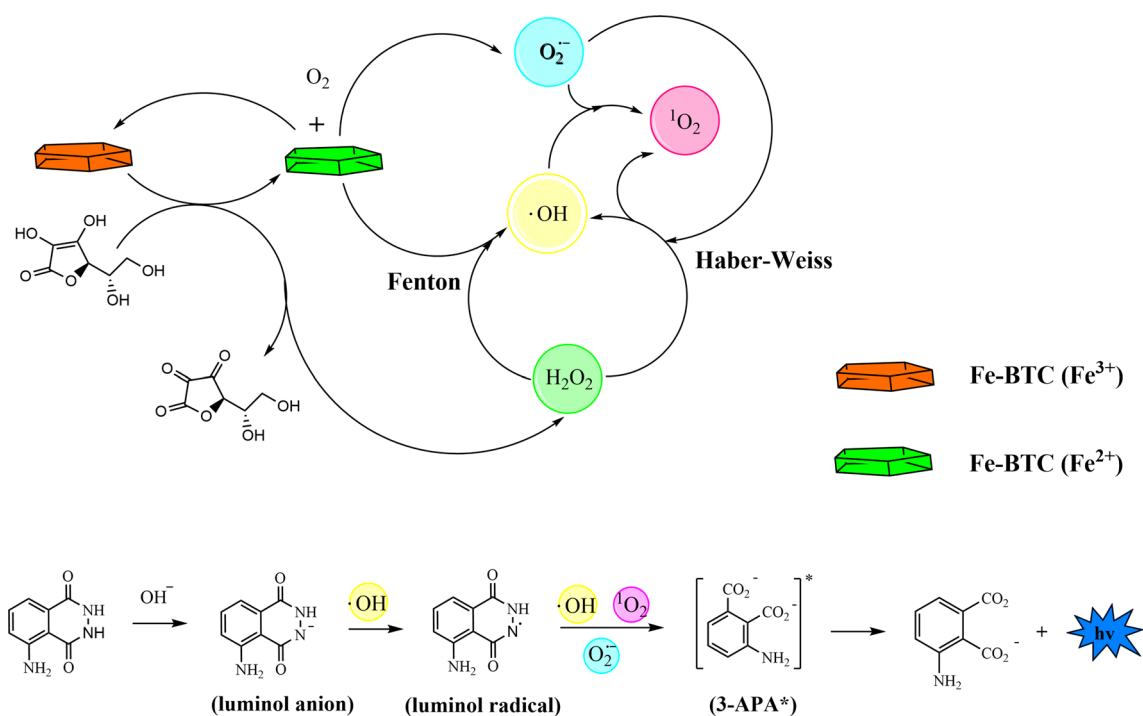 O₂•⁻
O₂
+
¹O₂
·OH
Haber-Weiss
Fenton
HO
OH
O
O
OH
OH
H₂O₂
O
O
O
O
OH
OH
Fe-BTC (Fe³⁺)
Fe-BTC (Fe²⁺)
O
NH
NH
O
NH₂
OH⁻
O
NH
N⁻
O
NH₂
·OH
O
NH
N·
O
NH₂
·OH
¹O₂
O₂•⁻
CO₂⁻
CO₂⁻
NH₂
*
CO₂⁻
CO₂⁻
NH₂
+
hv
(luminol anion)
(luminol radical)
(3-APA*)